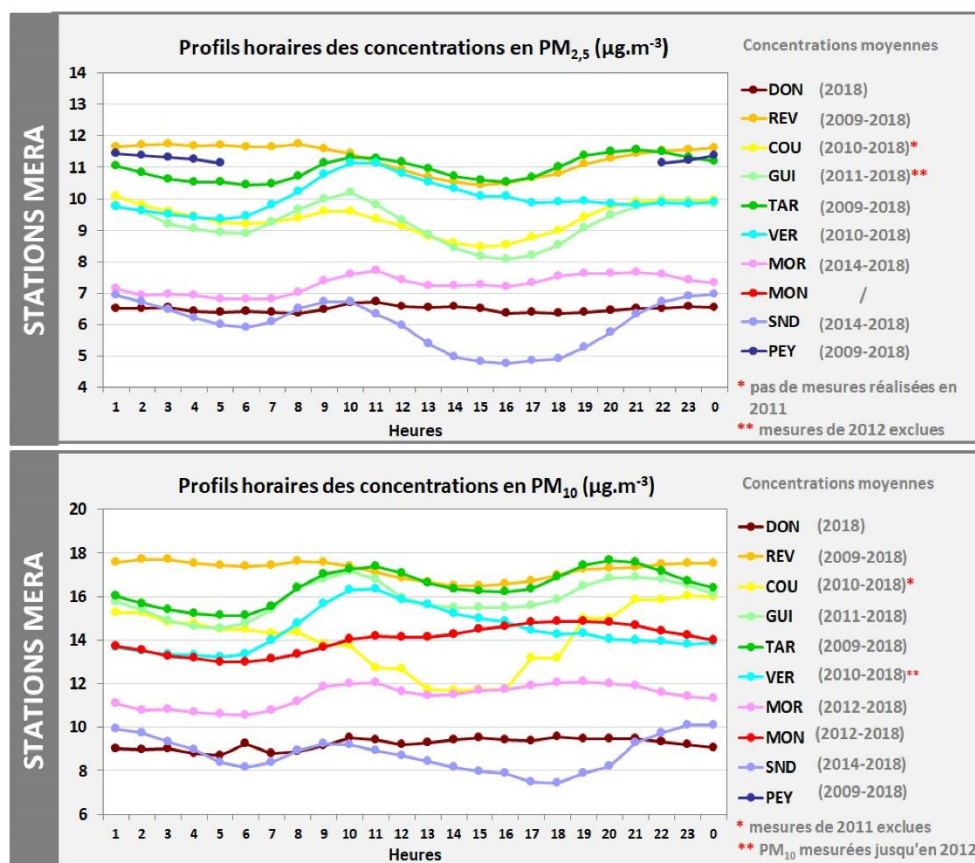 STATIONS MERA
Profils horaires des concentrations en PM2,5 (µg.m-3)
14
13
12
11
10
9
8
7
6
5
4
1 2 3 4 5 6 7 8 9 10 11 12 13 14 15 16 17 18 19 20 21 22 23 0
Heures
Concentrations moyennes
DON (2018)
REV (2009-2018)
COU (2010-2018)*
GUI (2011-2018)**
TAR (2009-2018)
VER (2010-2018)
MOR (2014-2018)
MON /
SND (2014-2018)
PEY (2009-2018)
* pas de mesures réalisées en
2011
** mesures de 2012 exclues
STATIONS MERA
Profils horaires des concentrations en PM10 (µg.m-3)
20
18
16
14
12
10
8
6
1 2 3 4 5 6 7 8 9 10 11 12 13 14 15 16 17 18 19 20 21 22 23 0
Heures
Concentrations moyennes
DON (2018)
REV (2009-2018)
COU (2010-2018)*
GUI (2011-2018)
TAR (2009-2018)
VER (2010-2018)**
MOR (2012-2018)
MON (2012-2018)
SND (2014-2018)
PEY (2009-2018)
* mesures de 2011 exclues
** PM10 mesurées jusqu'en 2012